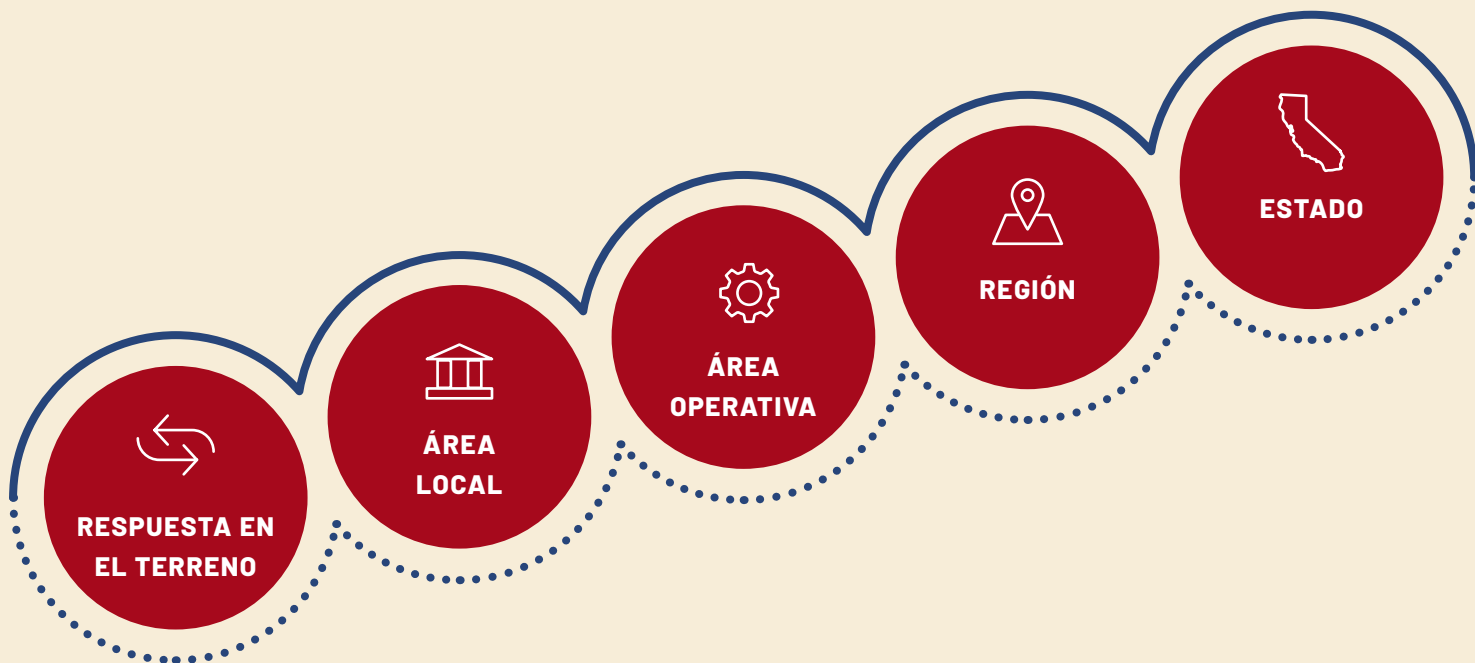 RESPUESTA EN
EL TERRENO
ÁREA
LOCAL
ÁREA
OPERATIVA
REGIÓN
ESTADO